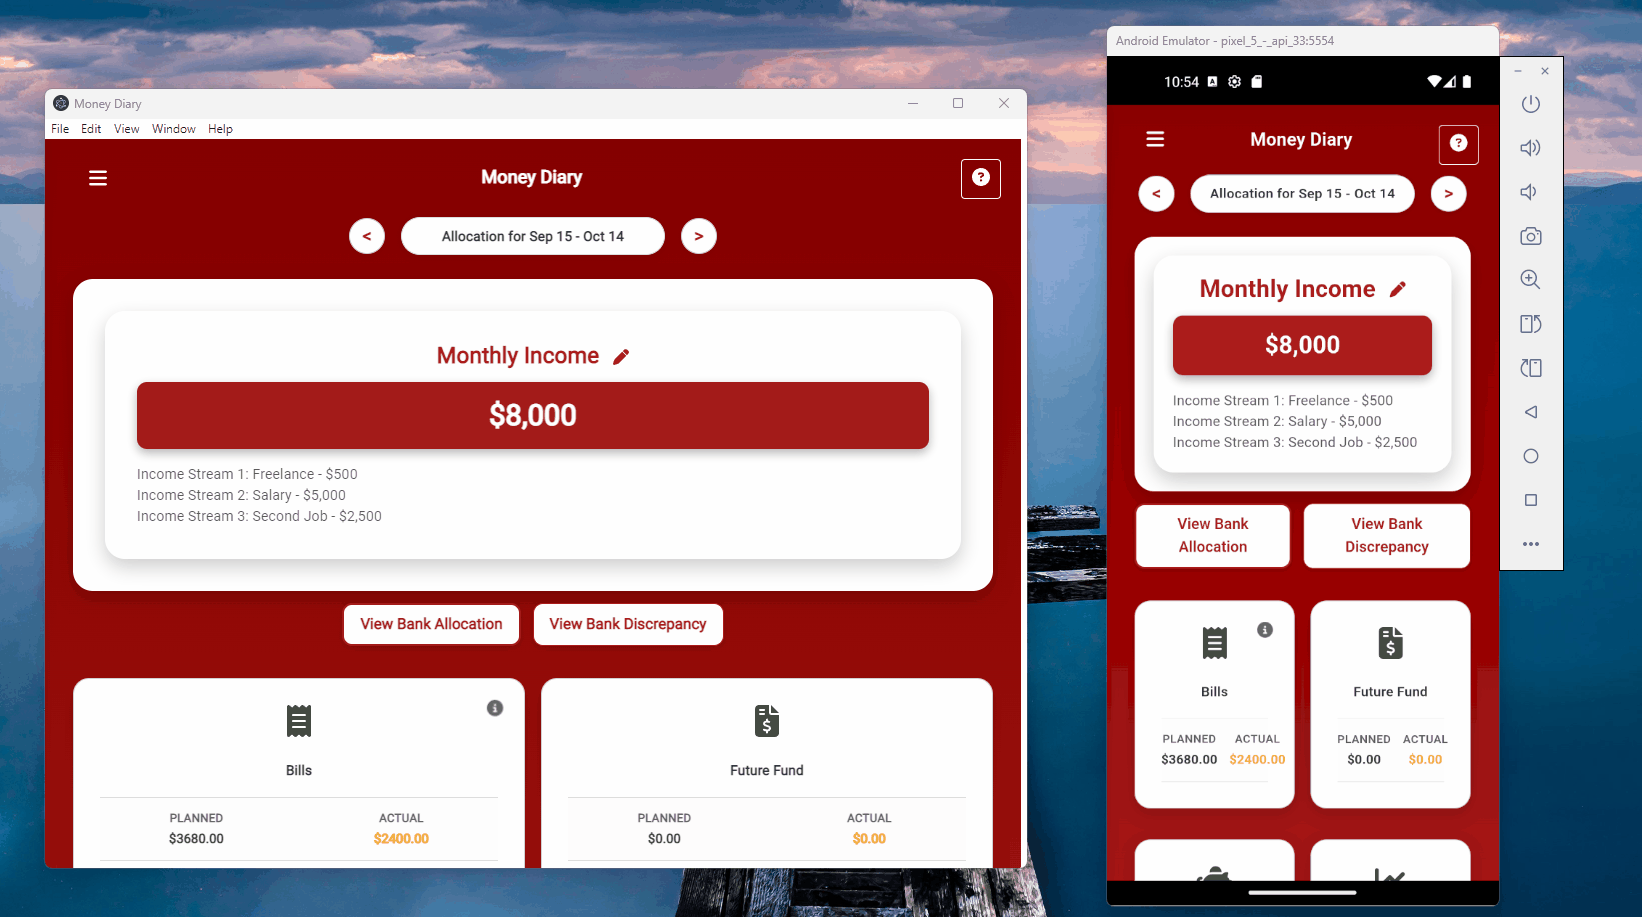 Money Diary
File Edit View Window Help
Money Diary
?
< Allocation for Sep 15 - Oct 14 >
Monthly Income
$8,000
Income Stream 1: Freelance - $500
Income Stream 2: Salary - $5,000
Income Stream 3: Second Job - $2,500
View Bank Allocation View Bank Discrepancy
i
$
Bills Future Fund
PLANNED ACTUAL PLANNED ACTUAL
$3680.00 $2400.00 $0.00 $0.00
Android Emulator - pixel_5_-_api_33:5554
10:54 A
Money Diary
?
< Allocation for Sep 15 - Oct 14 >
Monthly Income
$8,000
Income Stream 1: Freelance - $500
Income Stream 2: Salary - $5,000
Income Stream 3: Second Job - $2,500
View Bank View Bank
Allocation Discrepancy
i
$
Bills Future Fund
PLANNED ACTUAL PLANNED ACTUAL
$3680.00 $2400.00 $0.00 $0.00